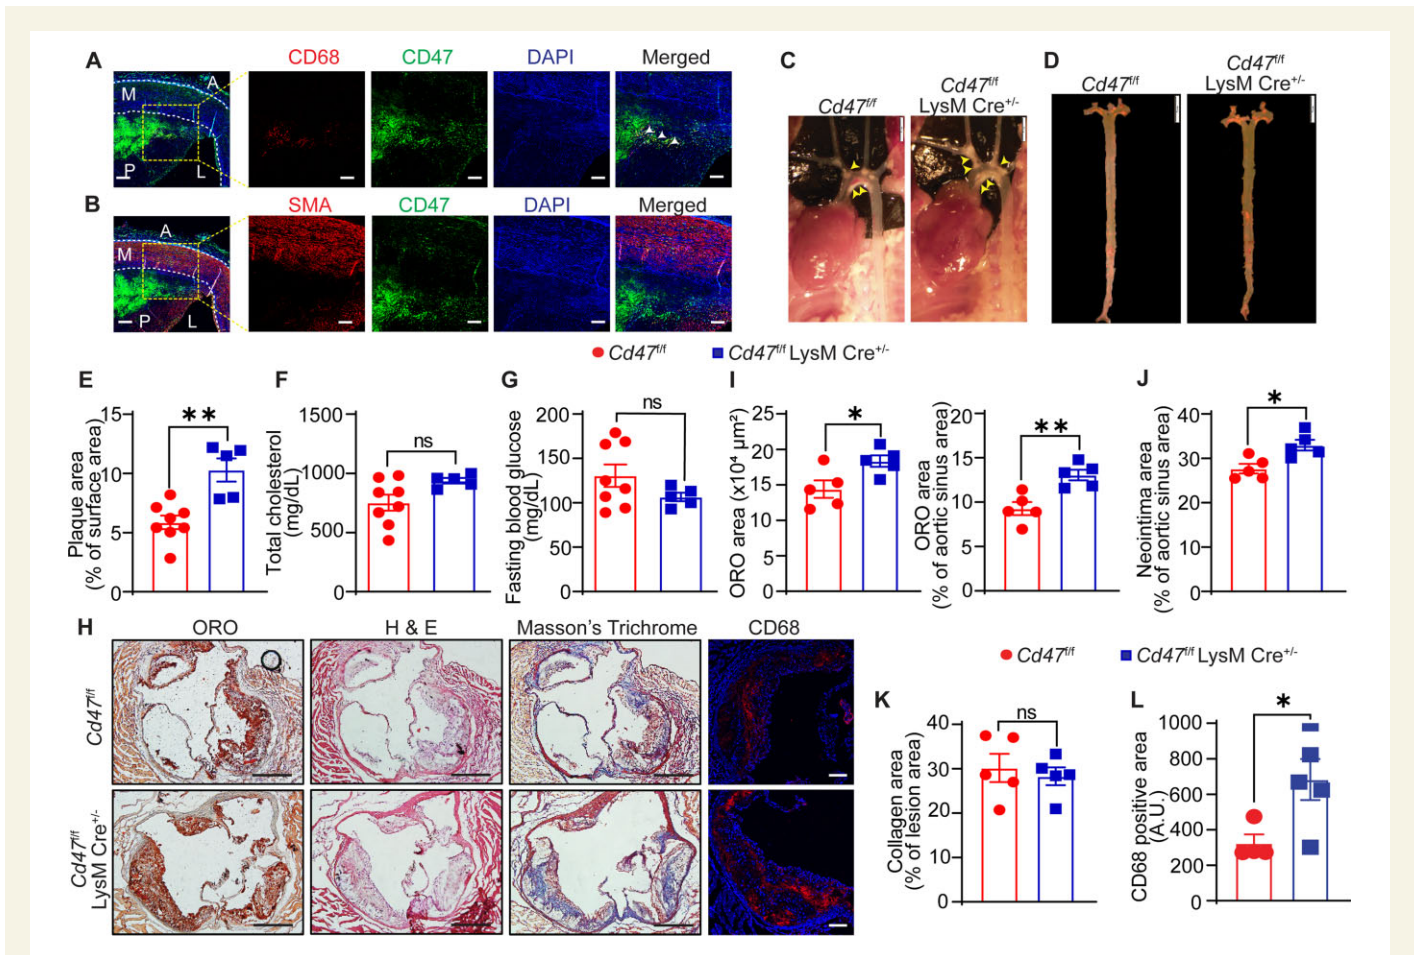 A
CD68
CD47
DAPI
Merged
A
M
P
L
B
SMA
CD47
DAPI
Merged
A
M
P
L
C
Cd47f/f
Cd47f/f
LysM Cre+/-
D
Cd47f/f
Cd47f/f
LysM Cre+/-
Cd47f/f
Cd47f/f LysM Cre+/-
E
Plaque area
(% of surface area)
15
10
5
0
**
F
Total cholesterol
(mg/dL)
1500
1000
500
0
ns
G
Fasting blood glucose
(mg/dL)
200
150
100
50
0
ns
I
ORO area (x10⁴ µm²)
25
20
15
10
5
0
*
ORO area
(% of aortic sinus area)
20
15
10
5
0
**
J
Neointima area
(% of aortic sinus area)
40
30
20
10
0
*
H
ORO
H & E
Masson's Trichrome
CD68
Cd47f/f
Cd47f/f
LysM Cre+/-
Cd47f/f
Cd47f/f LysM Cre+/-
K
Collagen area
(% of lesion area)
40
30
20
10
0
ns
L
CD68 positive area
(A.U.)
1000
800
600
400
200
0
*